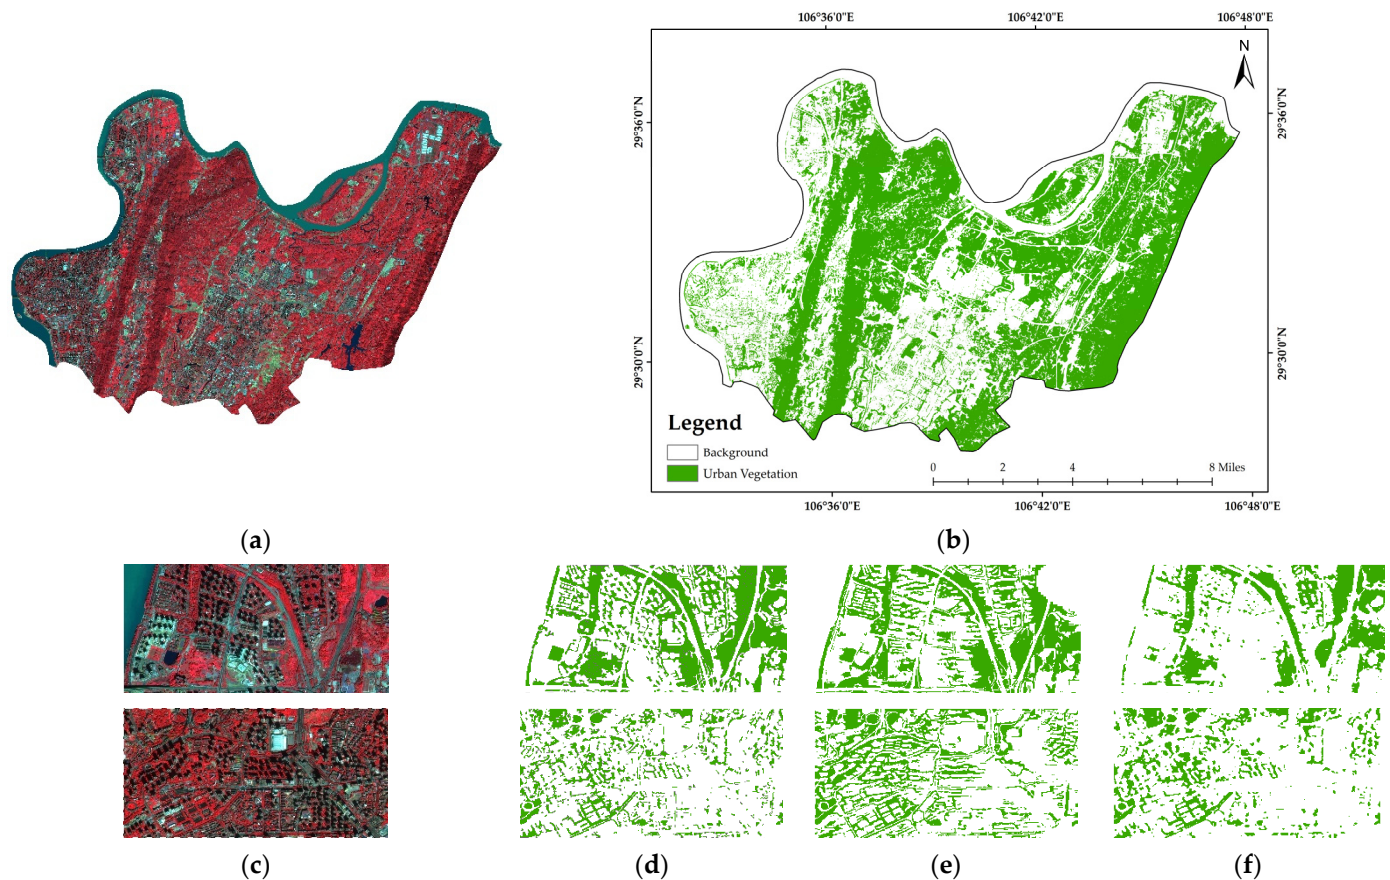 106°36'0"E 106°42'0"E 106°48'0"E
N
29°36'0"N 29°36'0"N
29°30'0"N 29°30'0"N
Legend
Background
Urban Vegetation
0 2 4 8 Miles
106°36'0"E 106°42'0"E 106°48'0"E
(a) (b)
(c) (d) (e) (f)